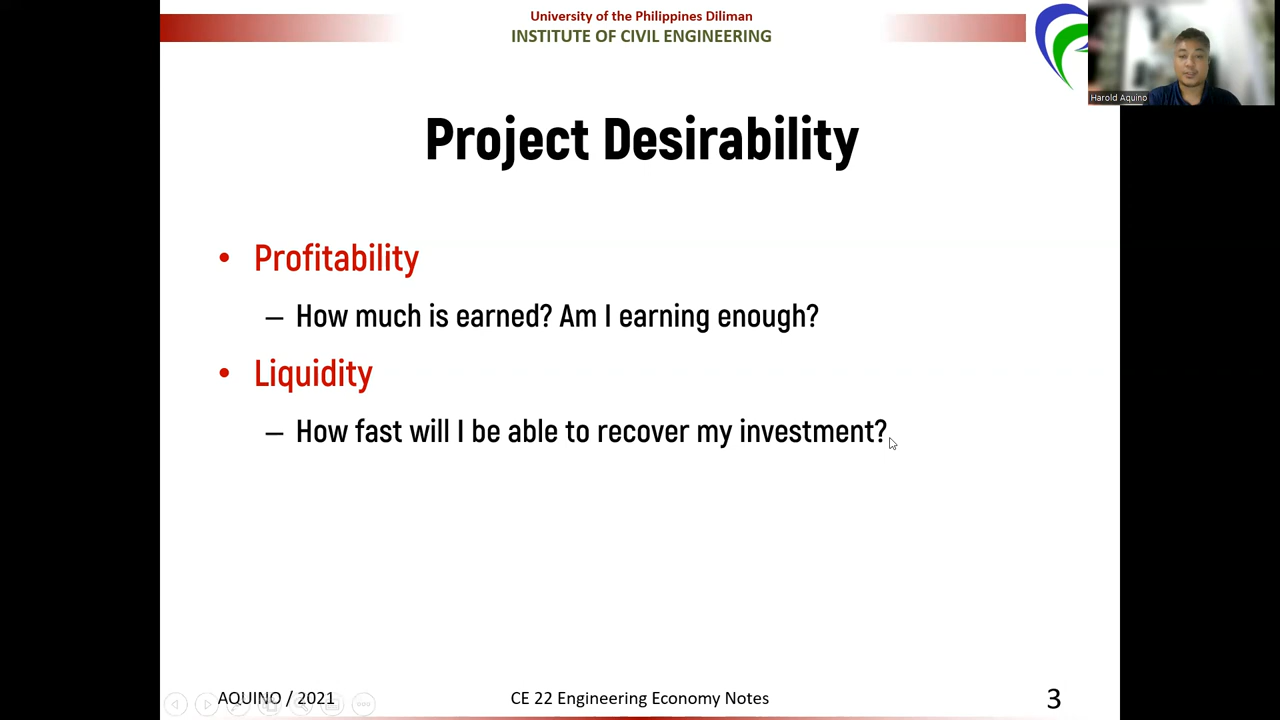 University of the Philippines Diliman
INSTITUTE OF CIVIL ENGINEERING
Harold Aquino
Project Desirability
• Profitability
– How much is earned? Am I earning enough?
• Liquidity
– How fast will I be able to recover my investment?
AQUINO / 2021
CE 22 Engineering Economy Notes
3